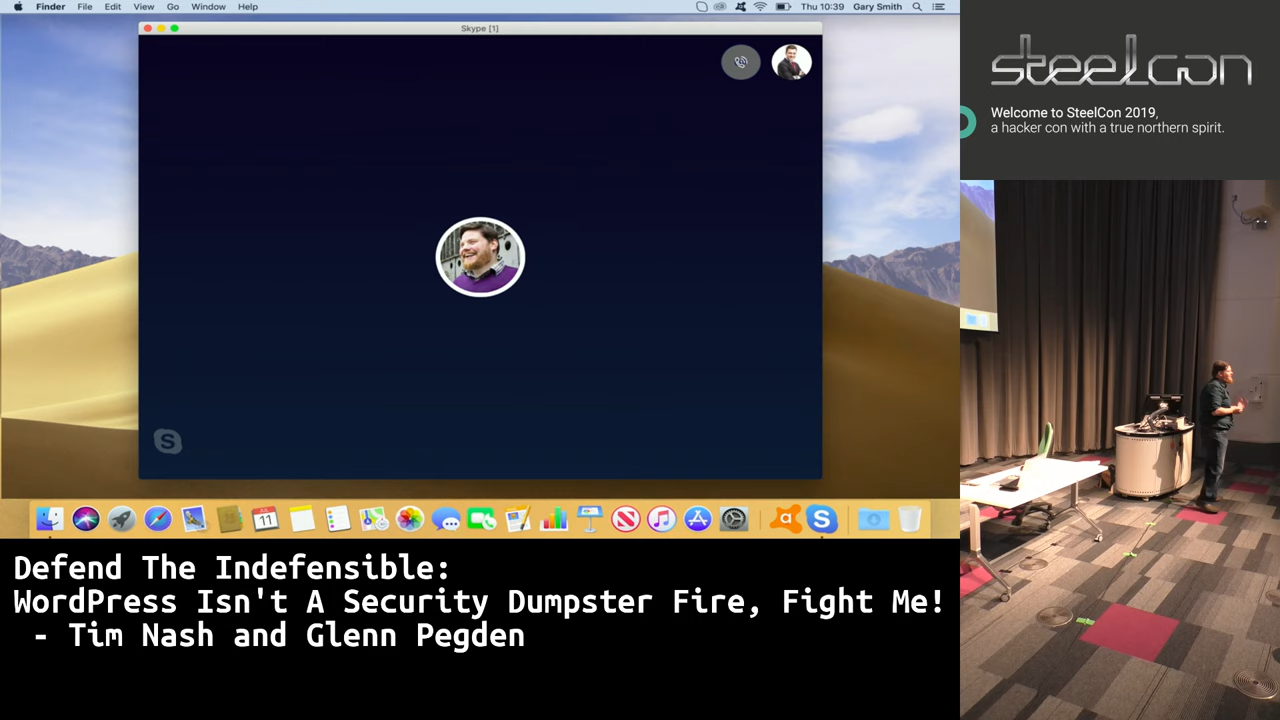 Finder File Edit View Go Window Help Thu 10:39 Gary Smith
Skype [1]
S
11
a
S
steelcon
Welcome to SteelCon 2019,
a hacker con with a true northern spirit.
Defend The Indefensible:
WordPress Isn't A Security Dumpster Fire, Fight Me!
- Tim Nash and Glenn Pegden